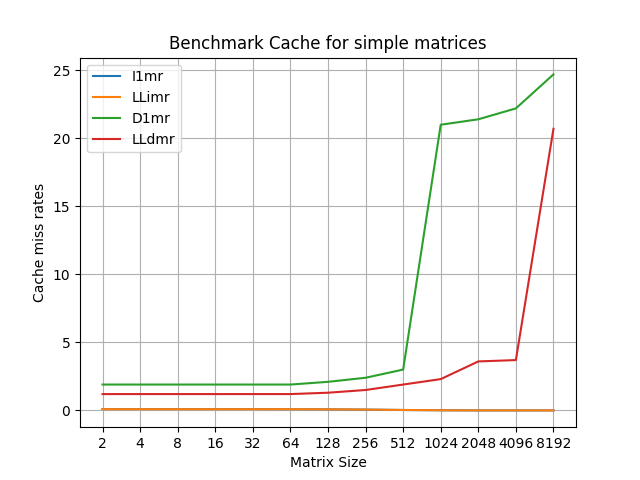 Benchmark Cache for simple matrices
I1mr
LLimr
D1mr
LLdmr
Cache miss rates
25
20
15
10
5
0
2 4 8 16 32 64 128 256 512 1024 2048 4096 8192
Matrix Size